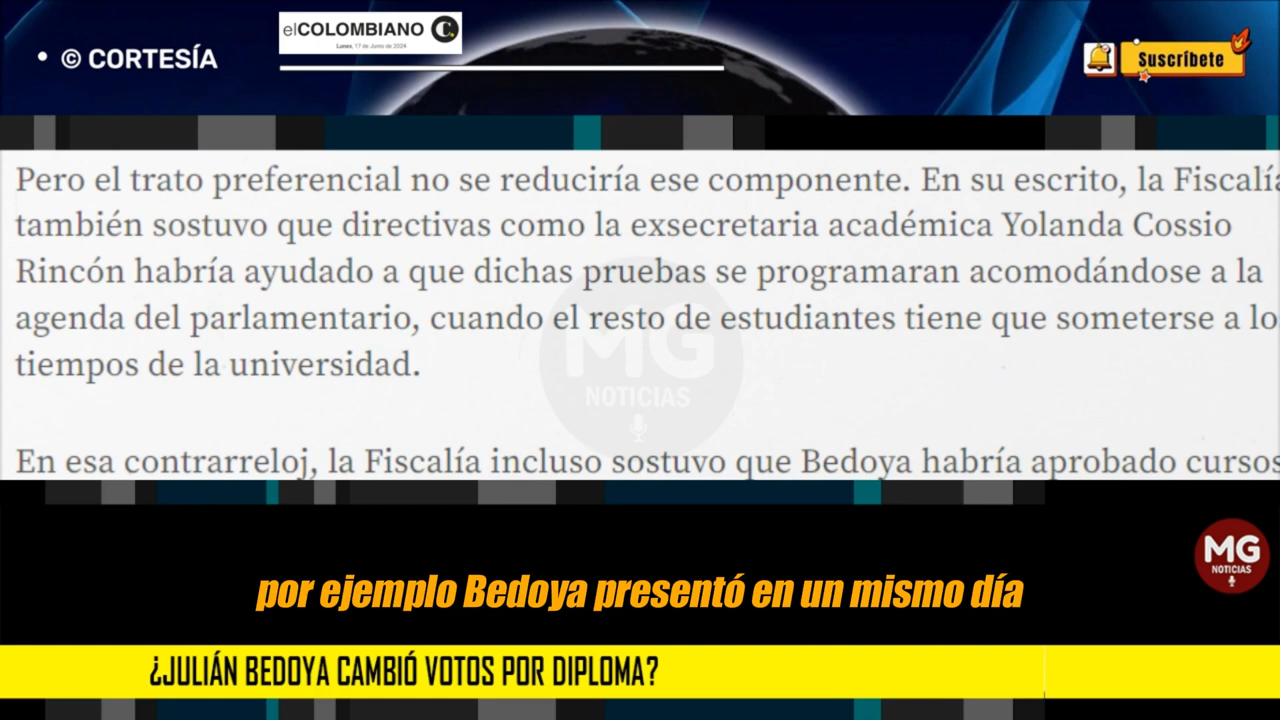 • © CORTESÍA
elCOLOMBIANO C
Lunes, 17 de Junio de 2024
Suscríbete
Pero el trato preferencial no se reduciría ese componente. En su escrito, la Fiscalía
también sostuvo que directivas como la exsecretaria académica Yolanda Cossio
Rincón habría ayudado a que dichas pruebas se programaran acomodándose a la
agenda del parlamentario, cuando el resto de estudiantes tiene que someterse a lo
tiempos de la universidad.
MG
NOTICIAS
En esa contrarreloj, la Fiscalía incluso sostuvo que Bedoya habría aprobado cursos
MG
NOTICIAS
por ejemplo Bedoya presentó en un mismo día
¿JULIÁN BEDOYA CAMBIÓ VOTOS POR DIPLOMA?